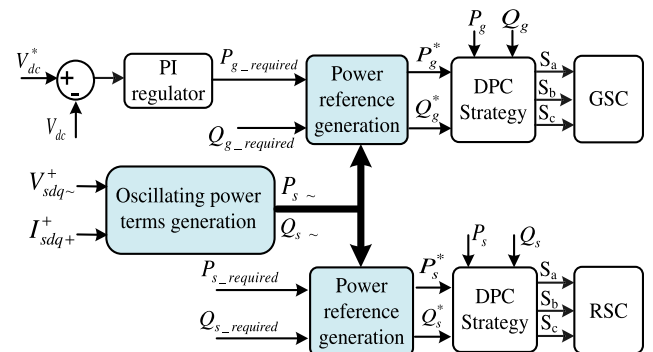 V*dc
+
-
Vdc
PI
regulator
Pg_required
Qg_required
Power
reference
generation
P*g
Q*g
Pg
Qg
DPC
Strategy
Sa
Sb
Sc
GSC
V+sdq~
I+sdq+
Oscillating power
terms generation
Ps ~
Qs ~
Ps_required
Qs_required
Power
reference
generation
P*s
Q*s
Ps
Qs
DPC
Strategy
Sa
Sb
Sc
RSC